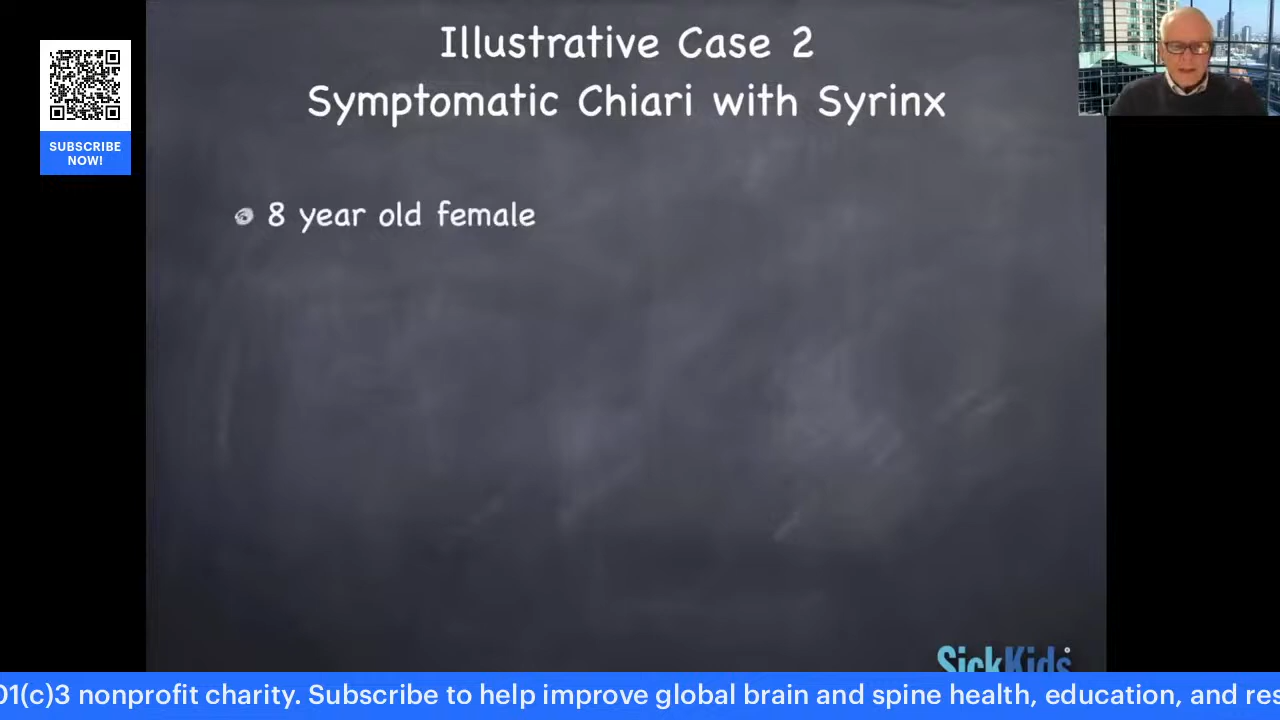 Illustrative Case 2
Symptomatic Chiari with Syrinx
SUBSCRIBE
NOW!
8 year old female
SickKids®
01(c)3 nonprofit charity. Subscribe to help improve global brain and spine health, education, and res